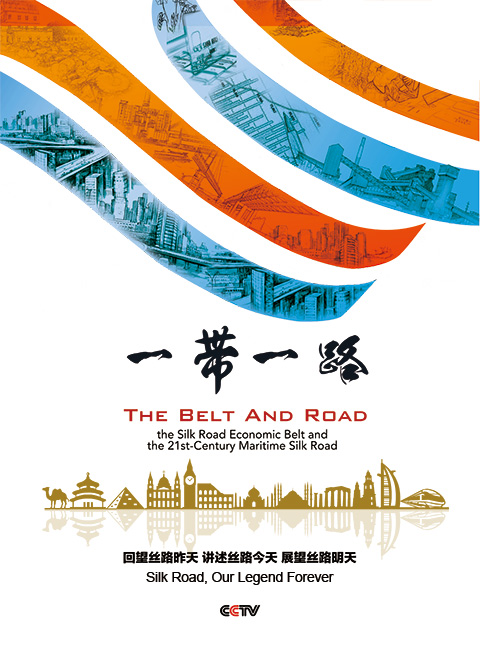 一带一路
The Belt And Road
the Silk Road Economic Belt and
the 21st-Century Maritime Silk Road
回望丝路昨天 讲述丝路今天 展望丝路明天
Silk Road, Our Legend Forever
CCTV